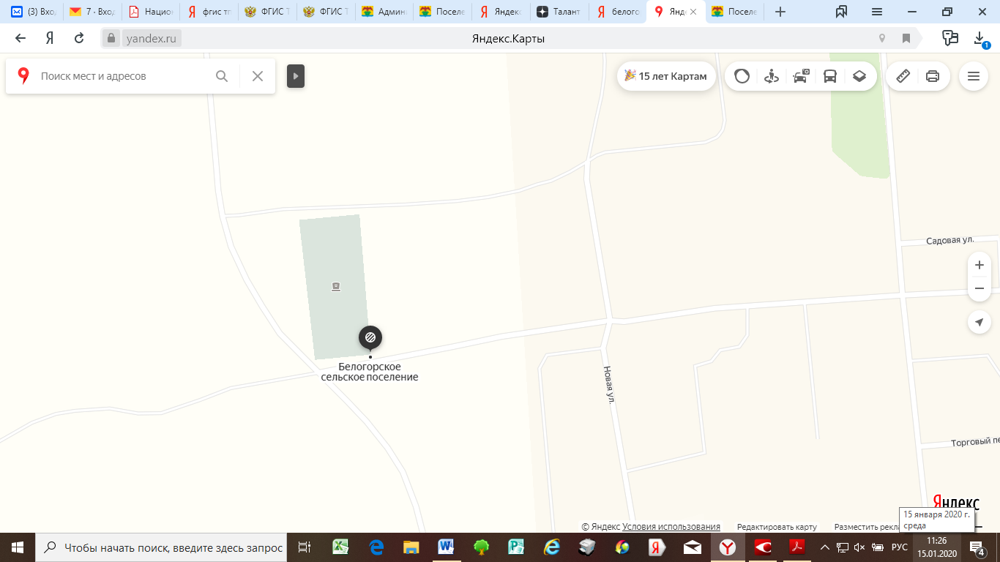 (3) Вход
7 · Вход
Национ
фгис тп
ФГИС Т
ФГИС Т
Админ
Поселе
Яндекс
Талант
белого
Янде
Поселе
yandex.ru
Яндекс.Карты
1
Поиск мест и адресов
15 лет Картам
Садовая ул.
Белогорское
сельское поселение
Новая ул.
Торговый пе
Яндекс
15 января 2020 г.
среда
© Яндекс Условия использования
Редактировать карту
Разместить рекла
Чтобы начать поиск, введите здесь запрос
РУС
11:26
15.01.2020
4